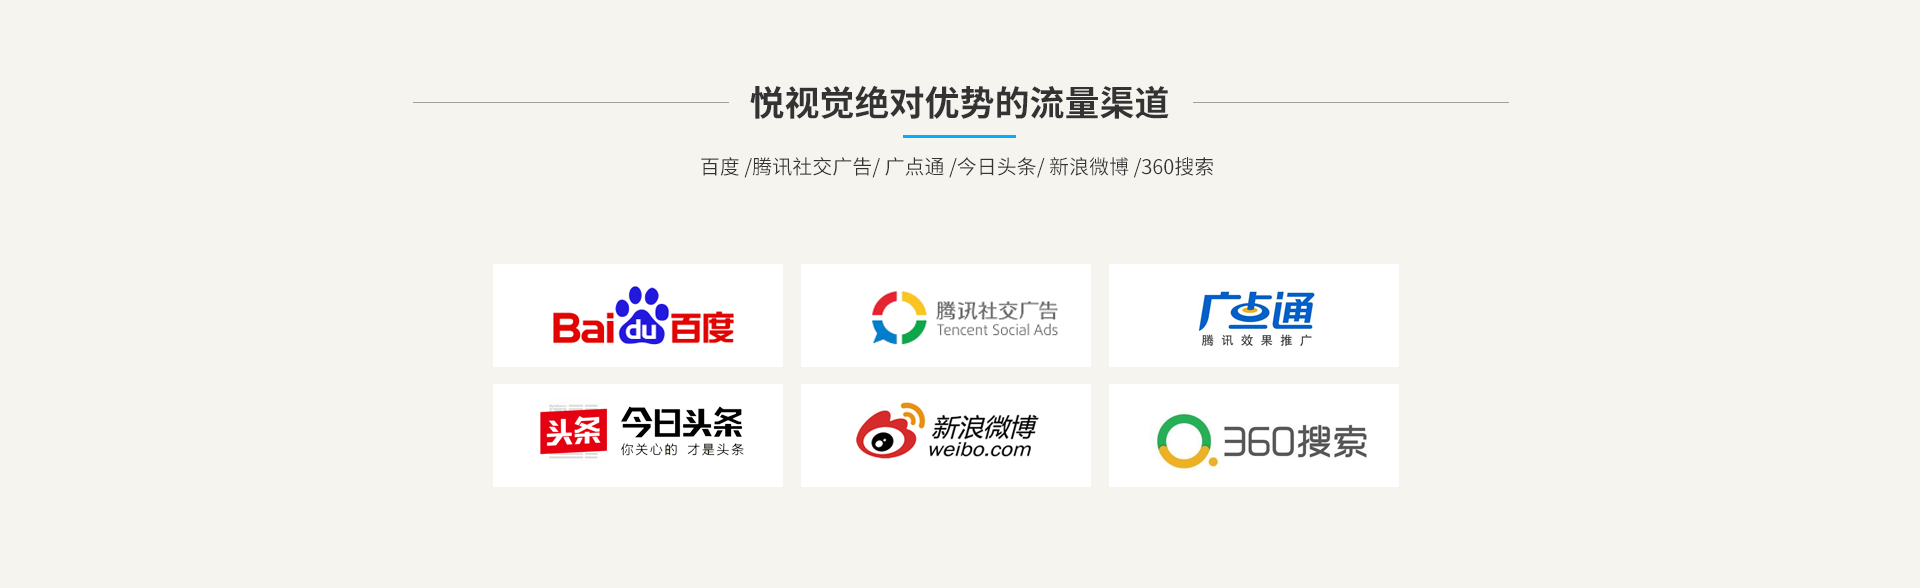 悦视觉绝对优势的流量渠道
百度 /腾讯社交广告/ 广点通 /今日头条/ 新浪微博 /360搜索
Bai du 百度
腾讯社交广告
Tencent Social Ads
广点通
腾讯效果推广
头条 今日头条
你关心的 才是头条
新浪微博
weibo.com
360搜索